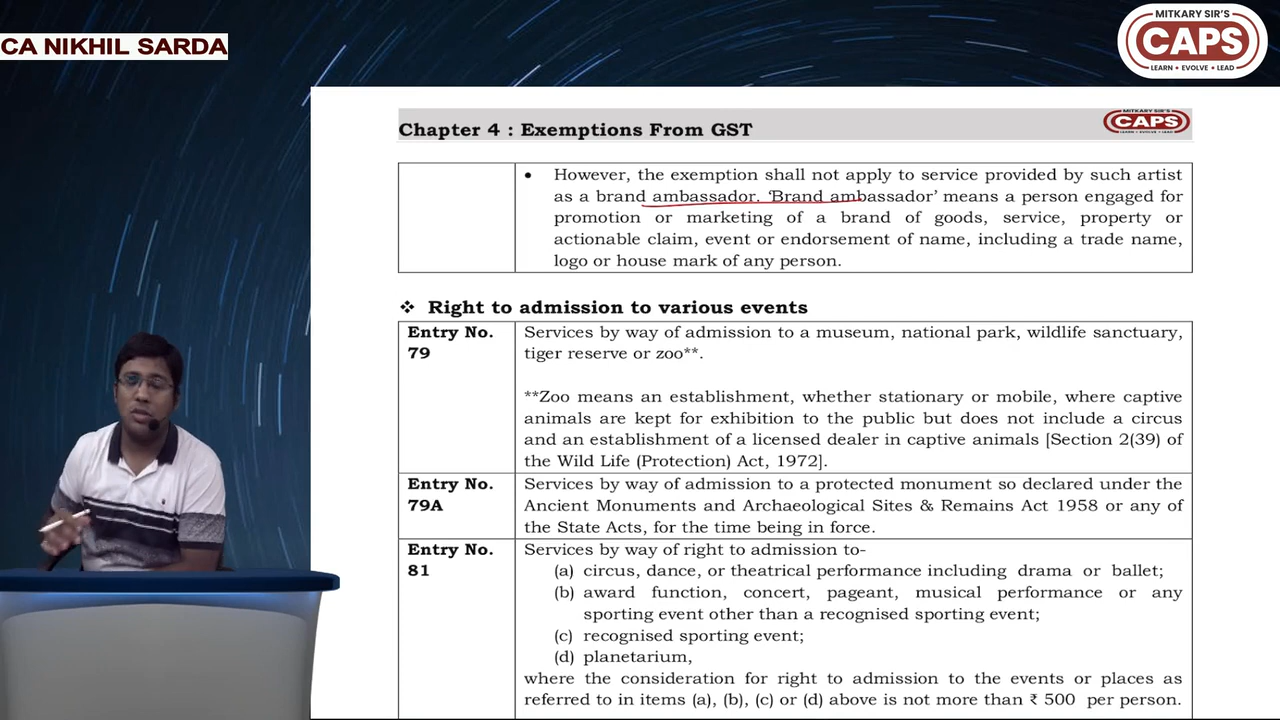 CA NIKHIL SARDA
MITKARY SIR'S
CAPS
LEARN • EVOLVE • LEAD
Chapter 4 : Exemptions From GST
MITKARY SIR'S
CAPS
LEARN • EVOLVE • LEAD
• However, the exemption shall not apply to service provided by such artist
as a brand ambassador. 'Brand ambassador' means a person engaged for
promotion or marketing of a brand of goods, service, property or
actionable claim, event or endorsement of name, including a trade name,
logo or house mark of any person.
❖ Right to admission to various events
Entry No.
79
Services by way of admission to a museum, national park, wildlife sanctuary,
tiger reserve or zoo**.
**Zoo means an establishment, whether stationary or mobile, where captive
animals are kept for exhibition to the public but does not include a circus
and an establishment of a licensed dealer in captive animals [Section 2(39) of
the Wild Life (Protection) Act, 1972].
Entry No.
79A
Services by way of admission to a protected monument so declared under the
Ancient Monuments and Archaeological Sites & Remains Act 1958 or any of
the State Acts, for the time being in force.
Entry No.
81
Services by way of right to admission to-
(a) circus, dance, or theatrical performance including drama or ballet;
(b) award function, concert, pageant, musical performance or any
sporting event other than a recognised sporting event;
(c) recognised sporting event;
(d) planetarium,
where the consideration for right to admission to the events or places as
referred to in items (a), (b), (c) or (d) above is not more than ₹ 500 per person.